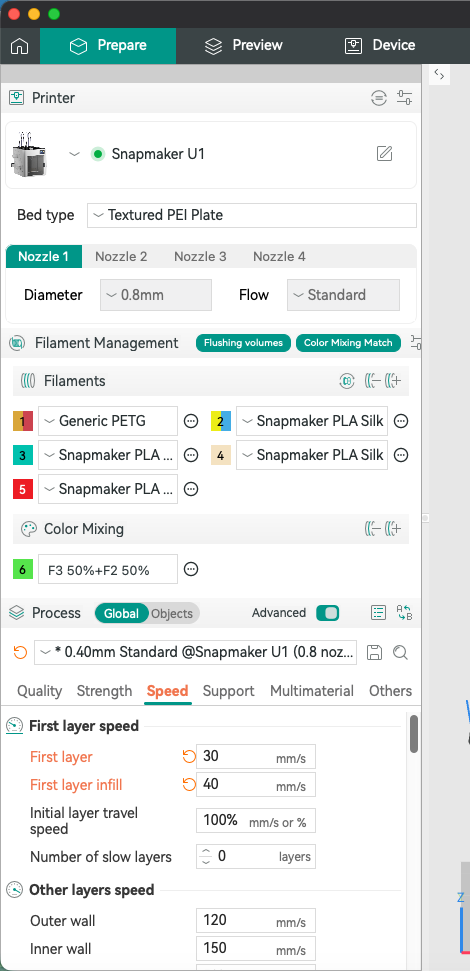 Prepare
Preview
Device
Printer
Snapmaker U1
Bed type
Textured PEI Plate
Nozzle 1
Nozzle 2
Nozzle 3
Nozzle 4
Diameter
0.8mm
Flow
Standard
Filament Management
Flushing volumes
Color Mixing Match
Filaments
1
Generic PETG
2
Snapmaker PLA Silk
3
Snapmaker PLA ...
4
Snapmaker PLA Silk
5
Snapmaker PLA ...
Color Mixing
6
F3 50%+F2 50%
Process
Global
Objects
Advanced
* 0.40mm Standard @Snapmaker U1 (0.8 noz...
Quality
Strength
Speed
Support
Multimaterial
Others
First layer speed
First layer
30
mm/s
First layer infill
40
mm/s
Initial layer travel
speed
100%
mm/s or %
Number of slow layers
0
layers
Other layers speed
Outer wall
120
mm/s
Inner wall
150
mm/s
Z